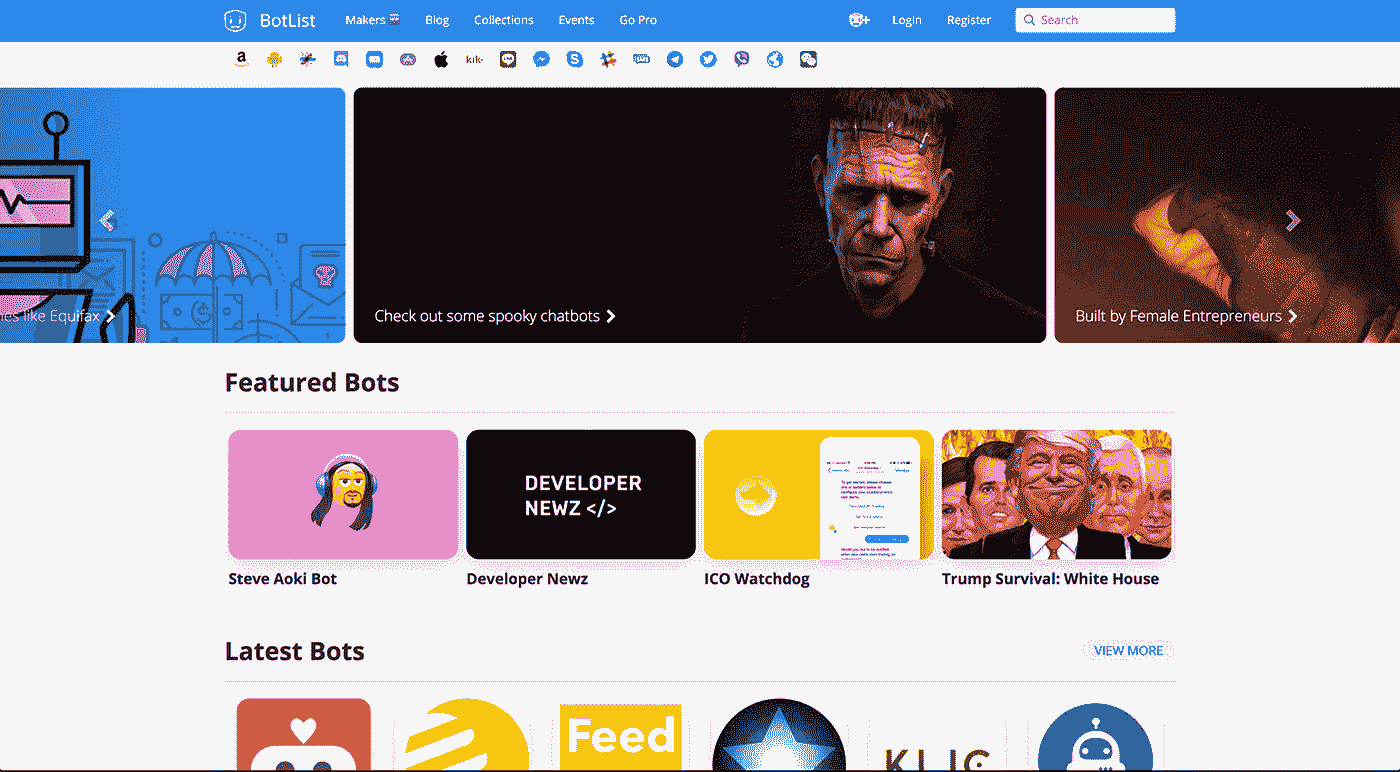 BotList
Makers
Blog
Collections
Events
Go Pro
Login
Register
Search
a
kik
nes like Equifax
Check out some spooky chatbots
Built by Female Entrepreneurs
Featured Bots
DEVELOPER
NEWZ </>
Steve Aoki Bot
Developer Newz
ICO Watchdog
Trump Survival: White House
Latest Bots
VIEW MORE
Feed
KLIC